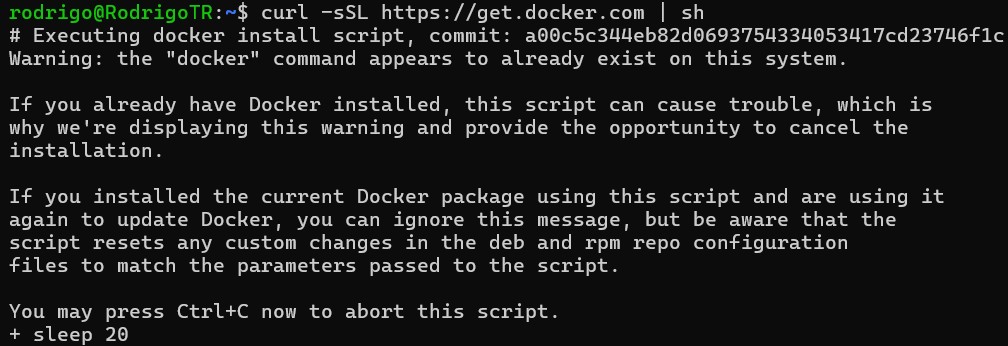 rodrigo@RodrigoTR:~$ curl -sSL https://get.docker.com | sh
# Executing docker install script, commit: a00c5c344eb82d0693754334053417cd23746f1c
Warning: the "docker" command appears to already exist on this system.

If you already have Docker installed, this script can cause trouble, which is
why we're displaying this warning and provide the opportunity to cancel the
installation.

If you installed the current Docker package using this script and are using it
again to update Docker, you can ignore this message, but be aware that the
script resets any custom changes in the deb and rpm repo configuration
files to match the parameters passed to the script.

You may press Ctrl+C now to abort this script.
+ sleep 20